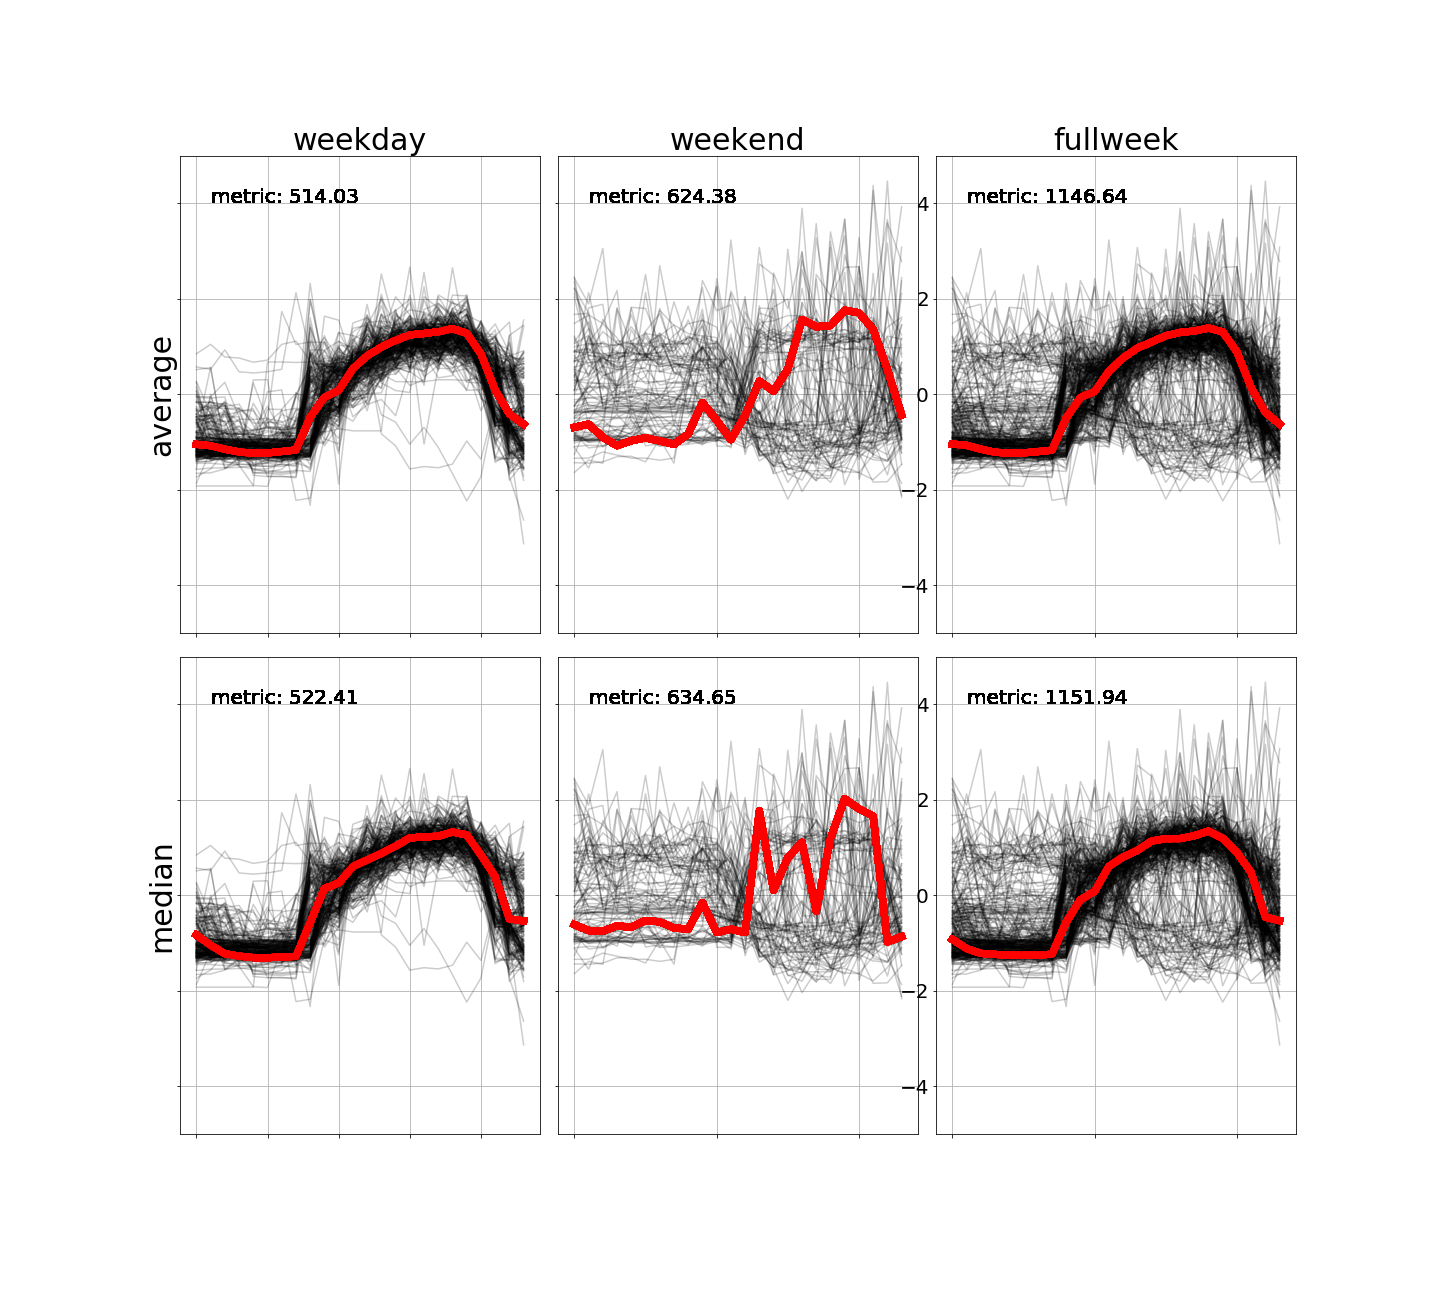 weekday weekend fullweek
metric: 514.03 metric: 624.38 metric: 1146.64
average
4
2
0
−2
−4
metric: 522.41 metric: 634.65 metric: 1151.94
median
4
2
0
−2
−4